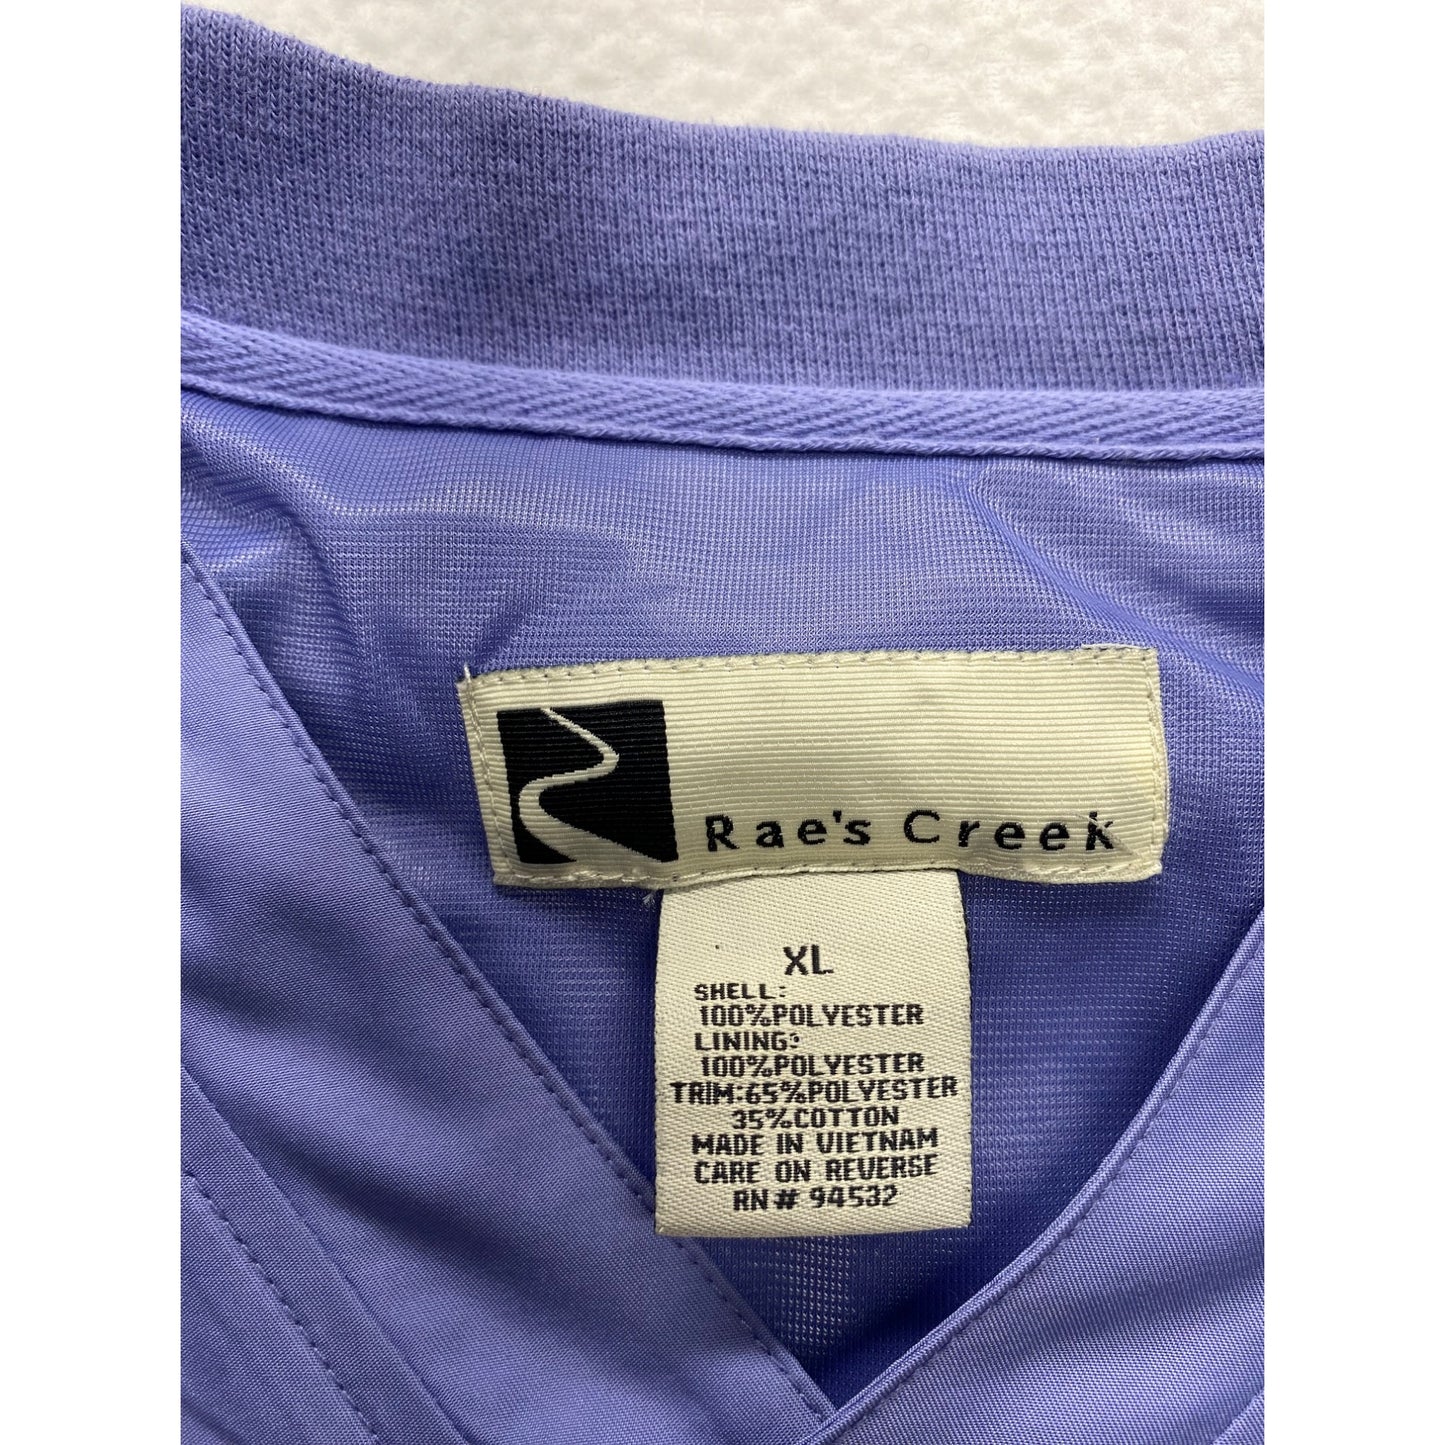 Rae's Creek
XL
SHELL:
100%POLYESTER
LINING:
100%POLYESTER
TRIM:65%POLYESTER
35%COTTON
MADE IN VIETNAM
CARE ON REVERSE
RN# 94532